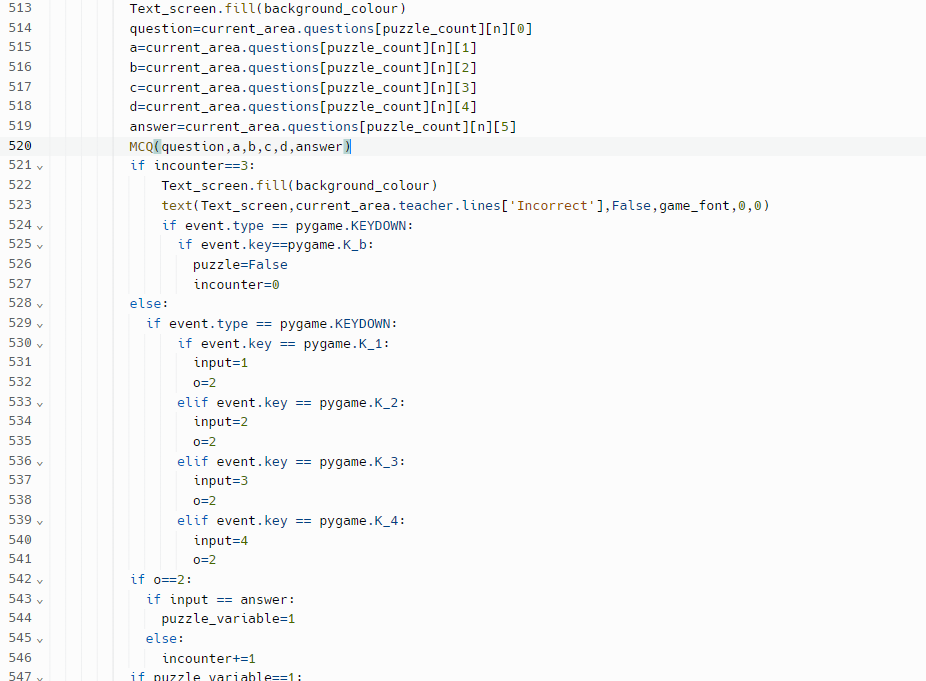 513 Text_screen.fill(background_colour)
514 question=current_area.questions[puzzle_count][n][0]
515 a=current_area.questions[puzzle_count][n][1]
516 b=current_area.questions[puzzle_count][n][2]
517 c=current_area.questions[puzzle_count][n][3]
518 d=current_area.questions[puzzle_count][n][4]
519 answer=current_area.questions[puzzle_count][n][5]
520 MCQ(question,a,b,c,d,answer)
521 if incounter==3:
522 Text_screen.fill(background_colour)
523 text(Text_screen,current_area.teacher.lines['Incorrect'],False,game_font,0,0)
524 if event.type == pygame.KEYDOWN:
525 if event.key==pygame.K_b:
526 puzzle=False
527 incounter=0
528 else:
529 if event.type == pygame.KEYDOWN:
530 if event.key == pygame.K_1:
531 input=1
532 o=2
533 elif event.key == pygame.K_2:
534 input=2
535 o=2
536 elif event.key == pygame.K_3:
537 input=3
538 o=2
539 elif event.key == pygame.K_4:
540 input=4
541 o=2
542 if o==2:
543 if input == answer:
544 puzzle_variable=1
545 else:
546 incounter+=1
547 if puzzle_variable==1: